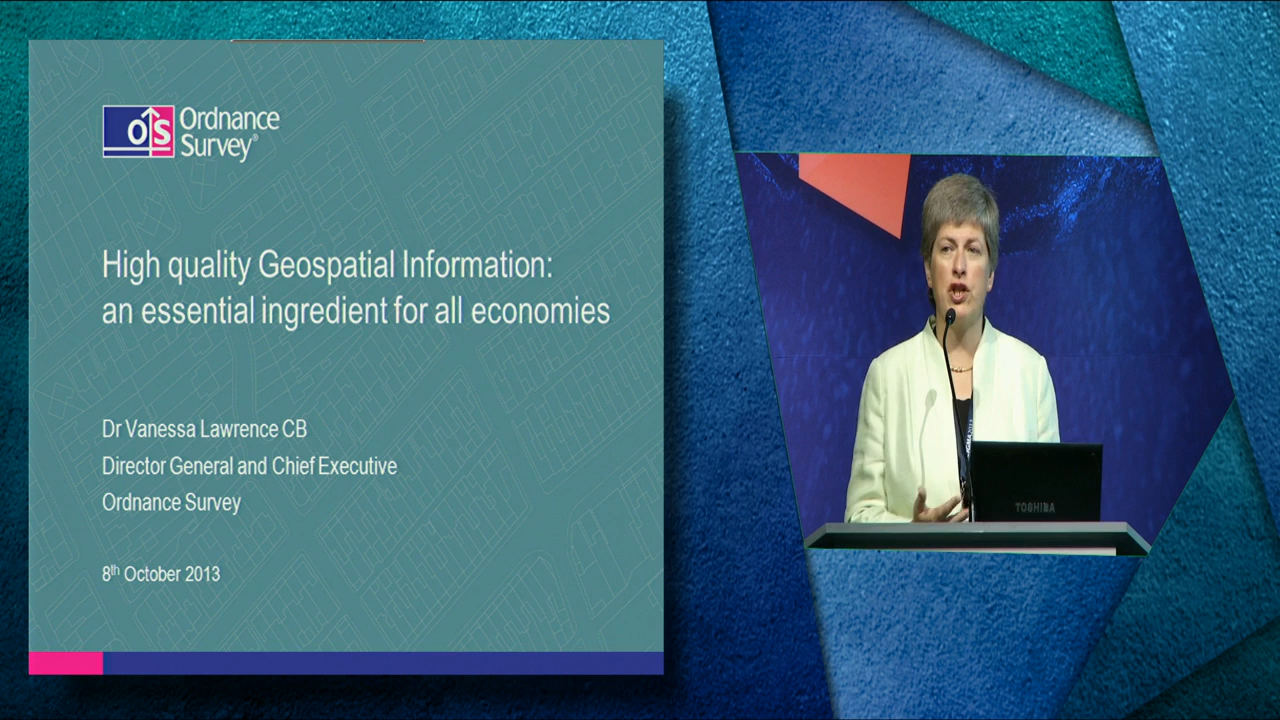 OS Ordnance
Survey®
High quality Geospatial Information:
an essential ingredient for all economies
Dr Vanessa Lawrence CB
Director General and Chief Executive
Ordnance Survey
8th October 2013
TOSHIBA